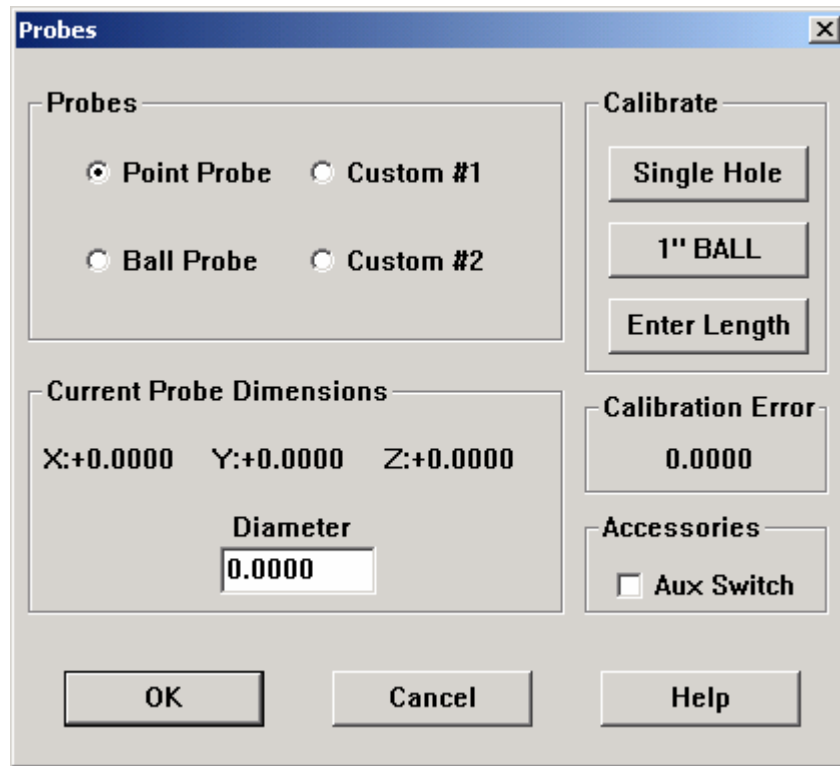 Probes
Probes
Point Probe
Custom #1
Ball Probe
Custom #2
Calibrate
Single Hole
1" BALL
Enter Length
Current Probe Dimensions
X:+0.0000 Y:+0.0000 Z:+0.0000
Diameter
0.0000
Calibration Error
0.0000
Accessories
Aux Switch
OK
Cancel
Help